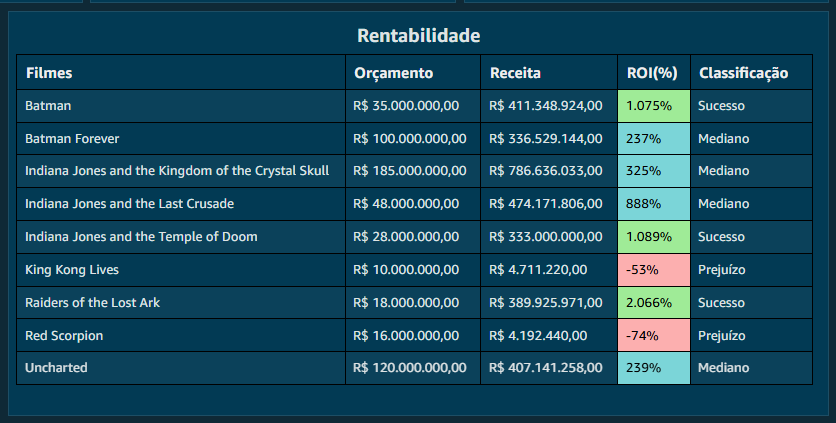 Rentabilidade
Filmes Orçamento Receita ROI(%) Classificação
Batman R$ 35.000.000,00 R$ 411.348.924,00 1.075% Sucesso
Batman Forever R$ 100.000.000,00 R$ 336.529.144,00 237% Mediano
Indiana Jones and the Kingdom of the Crystal Skull R$ 185.000.000,00 R$ 786.636.033,00 325% Mediano
Indiana Jones and the Last Crusade R$ 48.000.000,00 R$ 474.171.806,00 888% Mediano
Indiana Jones and the Temple of Doom R$ 28.000.000,00 R$ 333.000.000,00 1.089% Sucesso
King Kong Lives R$ 10.000.000,00 R$ 4.711.220,00 -53% Prejuízo
Raiders of the Lost Ark R$ 18.000.000,00 R$ 389.925.971,00 2.066% Sucesso
Red Scorpion R$ 16.000.000,00 R$ 4.192.440,00 -74% Prejuízo
Uncharted R$ 120.000.000,00 R$ 407.141.258,00 239% Mediano